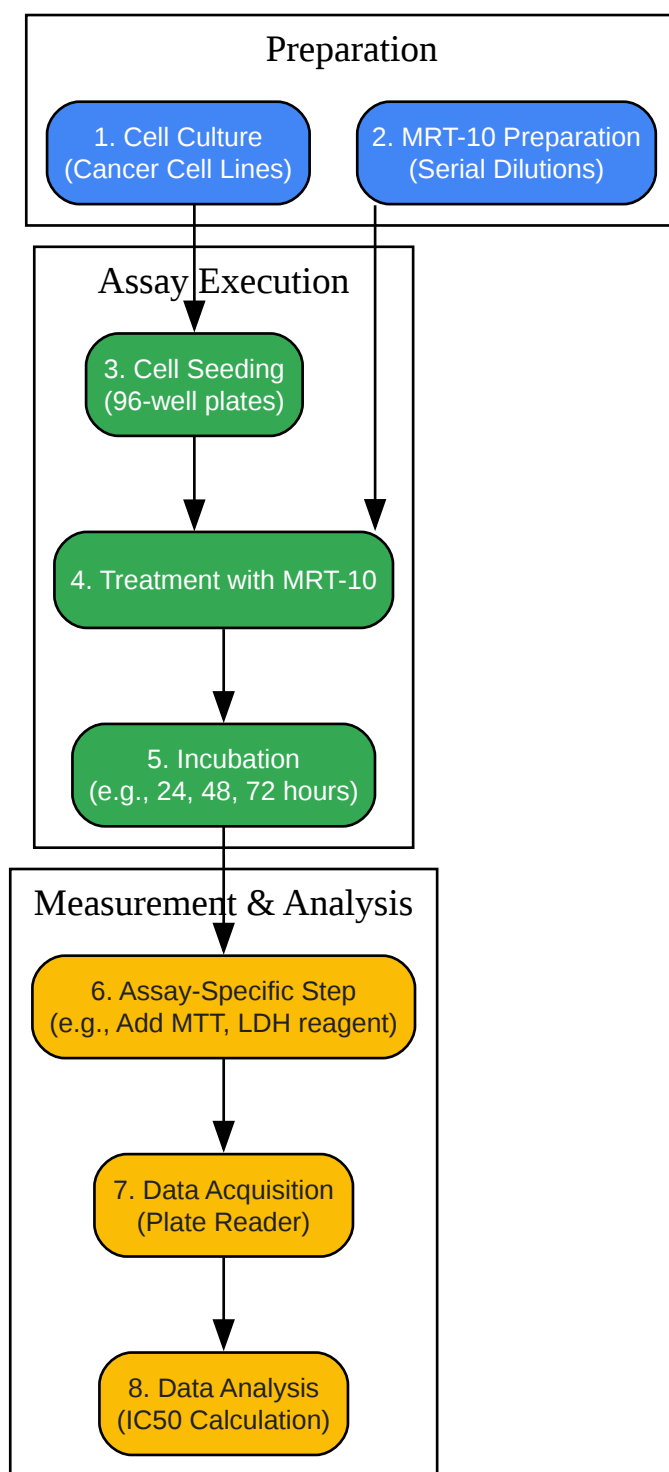 Preparation
1. Cell Culture
(Cancer Cell Lines)
2. MRT-10 Preparation
(Serial Dilutions)
Assay Execution
3. Cell Seeding
(96-well plates)
4. Treatment with MRT-10
5. Incubation
(e.g., 24, 48, 72 hours)
Measurement & Analysis
6. Assay-Specific Step
(e.g., Add MTT, LDH reagent)
7. Data Acquisition
(Plate Reader)
8. Data Analysis
(IC50 Calculation)